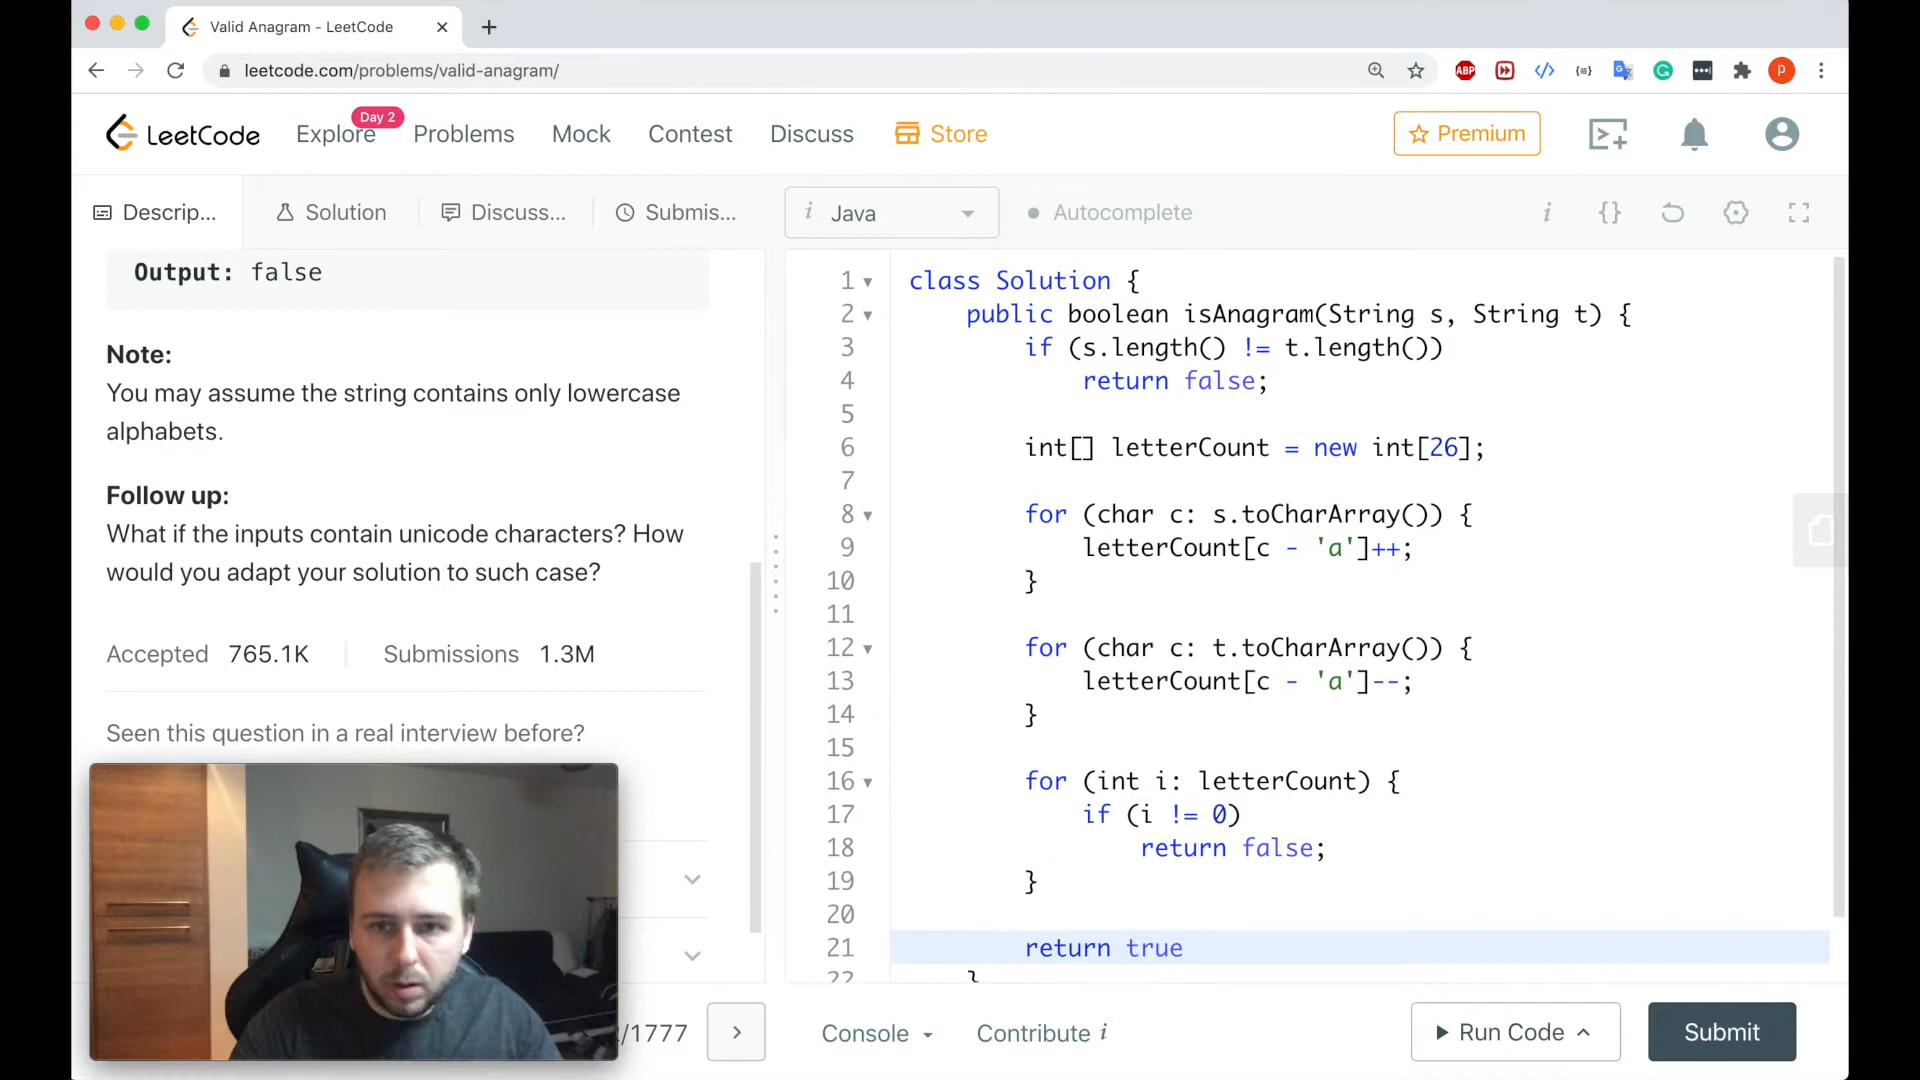 Valid Anagram - LeetCode
leetcode.com/problems/valid-anagram/
ABP
P
LeetCode
Explore
Day 2
Problems
Mock
Contest
Discuss
Store
Premium
Descrip...
Solution
Discuss...
Submis...
i Java
Autocomplete
i {}
Output: false
Note:
You may assume the string contains only lowercase
alphabets.
Follow up:
What if the inputs contain unicode characters? How
would you adapt your solution to such case?
Accepted 765.1K
Submissions 1.3M
Seen this question in a real interview before?
/1777
1 class Solution {
2 public boolean isAnagram(String s, String t) {
3 if (s.length() != t.length())
4 return false;
5
6 int[] letterCount = new int[26];
7
8 for (char c: s.toCharArray()) {
9 letterCount[c - 'a']++;
10 }
11
12 for (char c: t.toCharArray()) {
13 letterCount[c - 'a']--;
14 }
15
16 for (int i: letterCount) {
17 if (i != 0)
18 return false;
19 }
20
21 return true
22 }
Console
Contribute i
Run Code
Submit